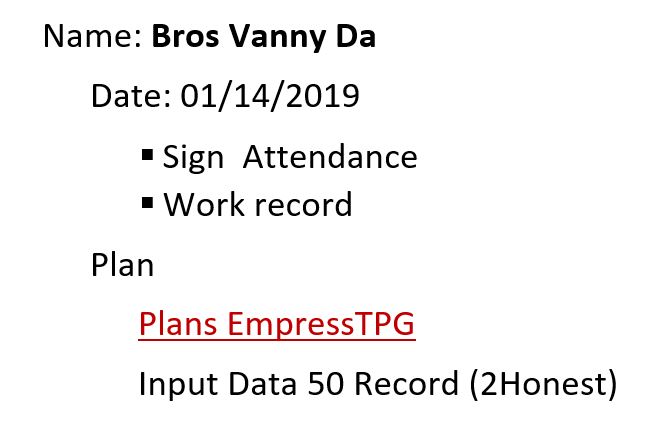 Name: Bros Vanny Da
Date: 01/14/2019
▪ Sign  Attendance
▪ Work record
Plan
Plans EmpressTPG
Input Data 50 Record (2Honest)